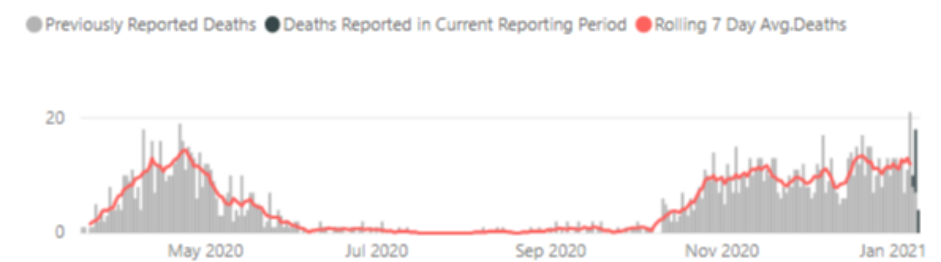 Previously Reported Deaths Deaths Reported in Current Reporting Period Rolling 7 Day Avg.Deaths
20
0
May 2020 Jul 2020 Sep 2020 Nov 2020 Jan 2021